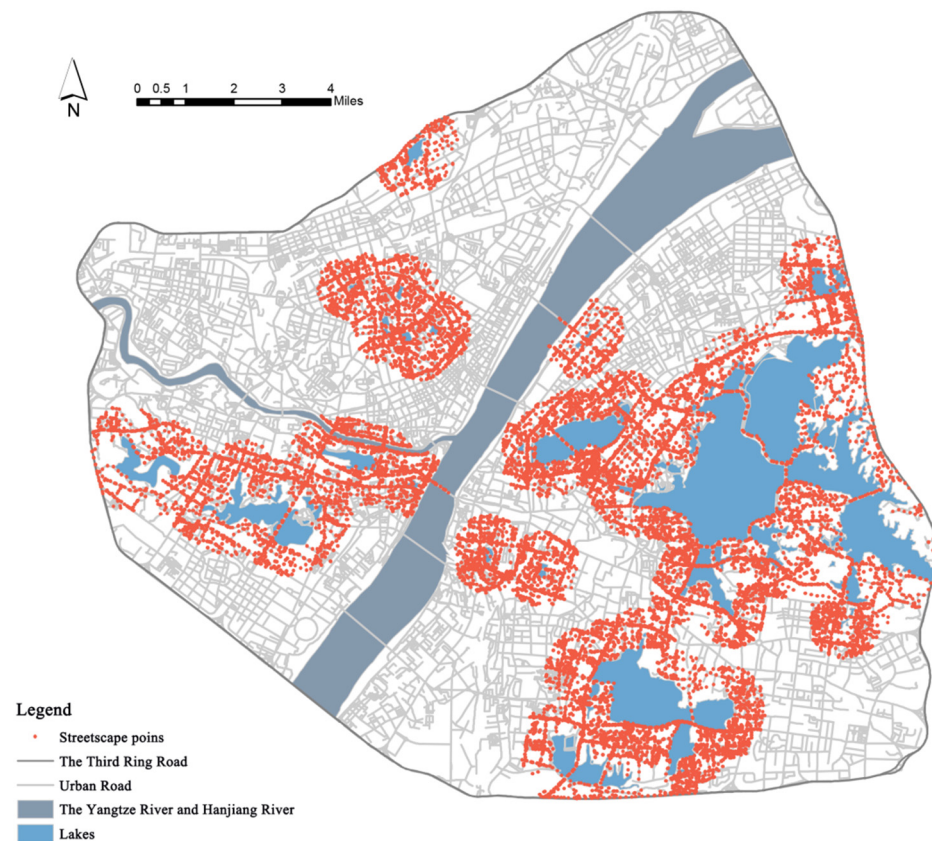 N
0 0.5 1 2 3 4
Miles
Legend
Streetscape poins
The Third Ring Road
Urban Road
The Yangtze River and Hanjiang River
Lakes